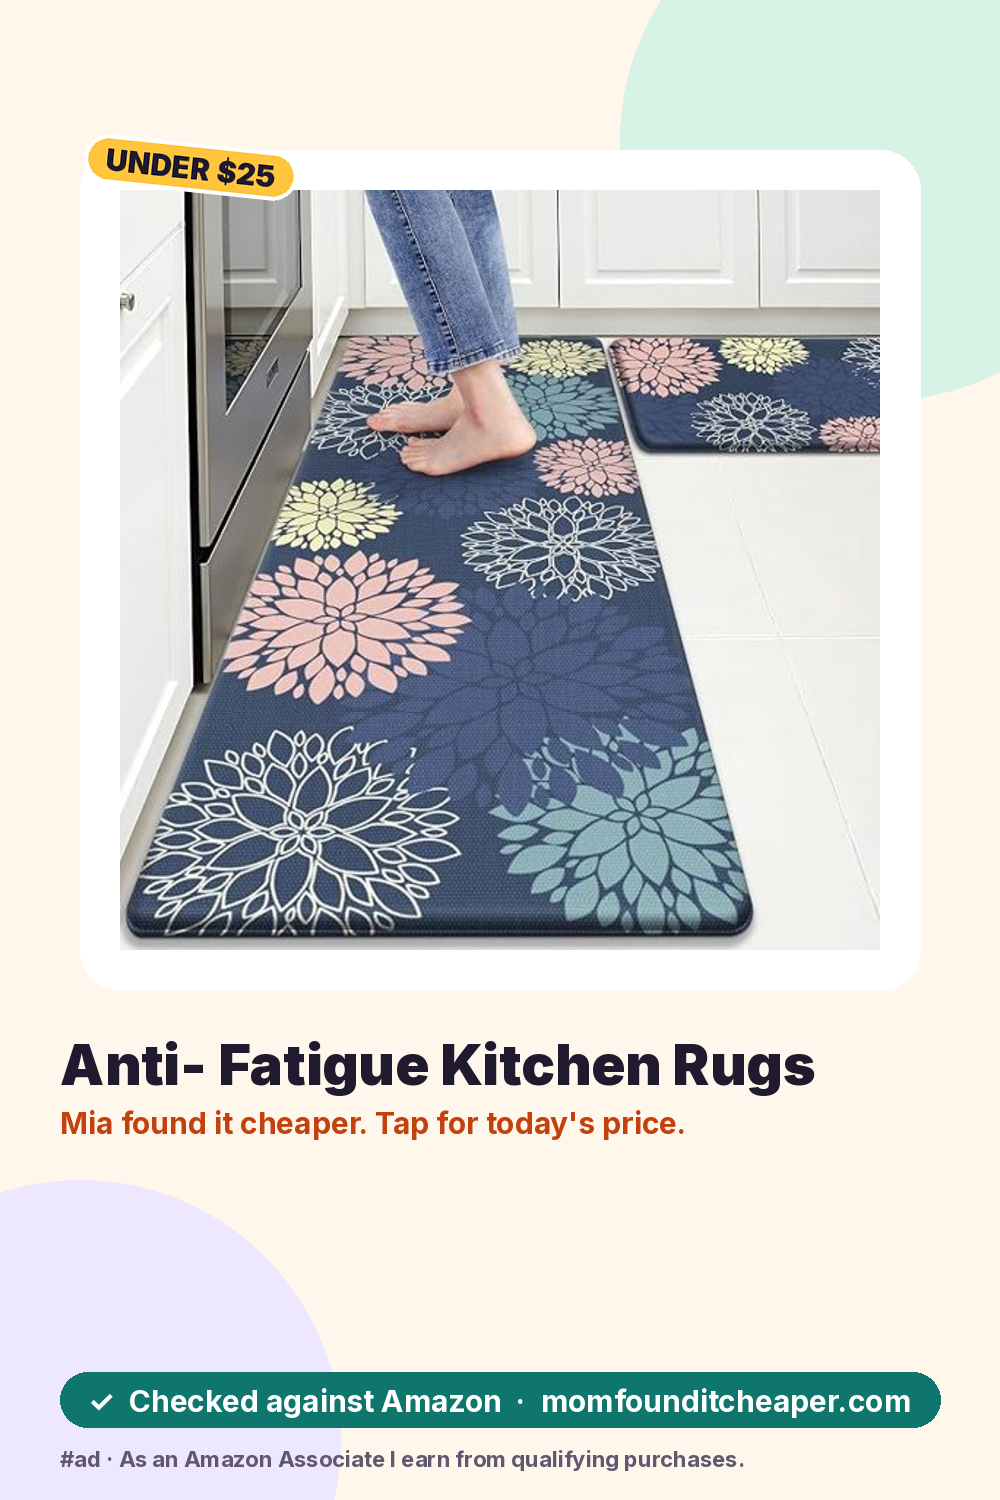 UNDER $25
Anti- Fatigue Kitchen Rugs
Mia found it cheaper. Tap for today's price.
✓ Checked against Amazon · momfounditcheaper.com
#ad · As an Amazon Associate I earn from qualifying purchases.